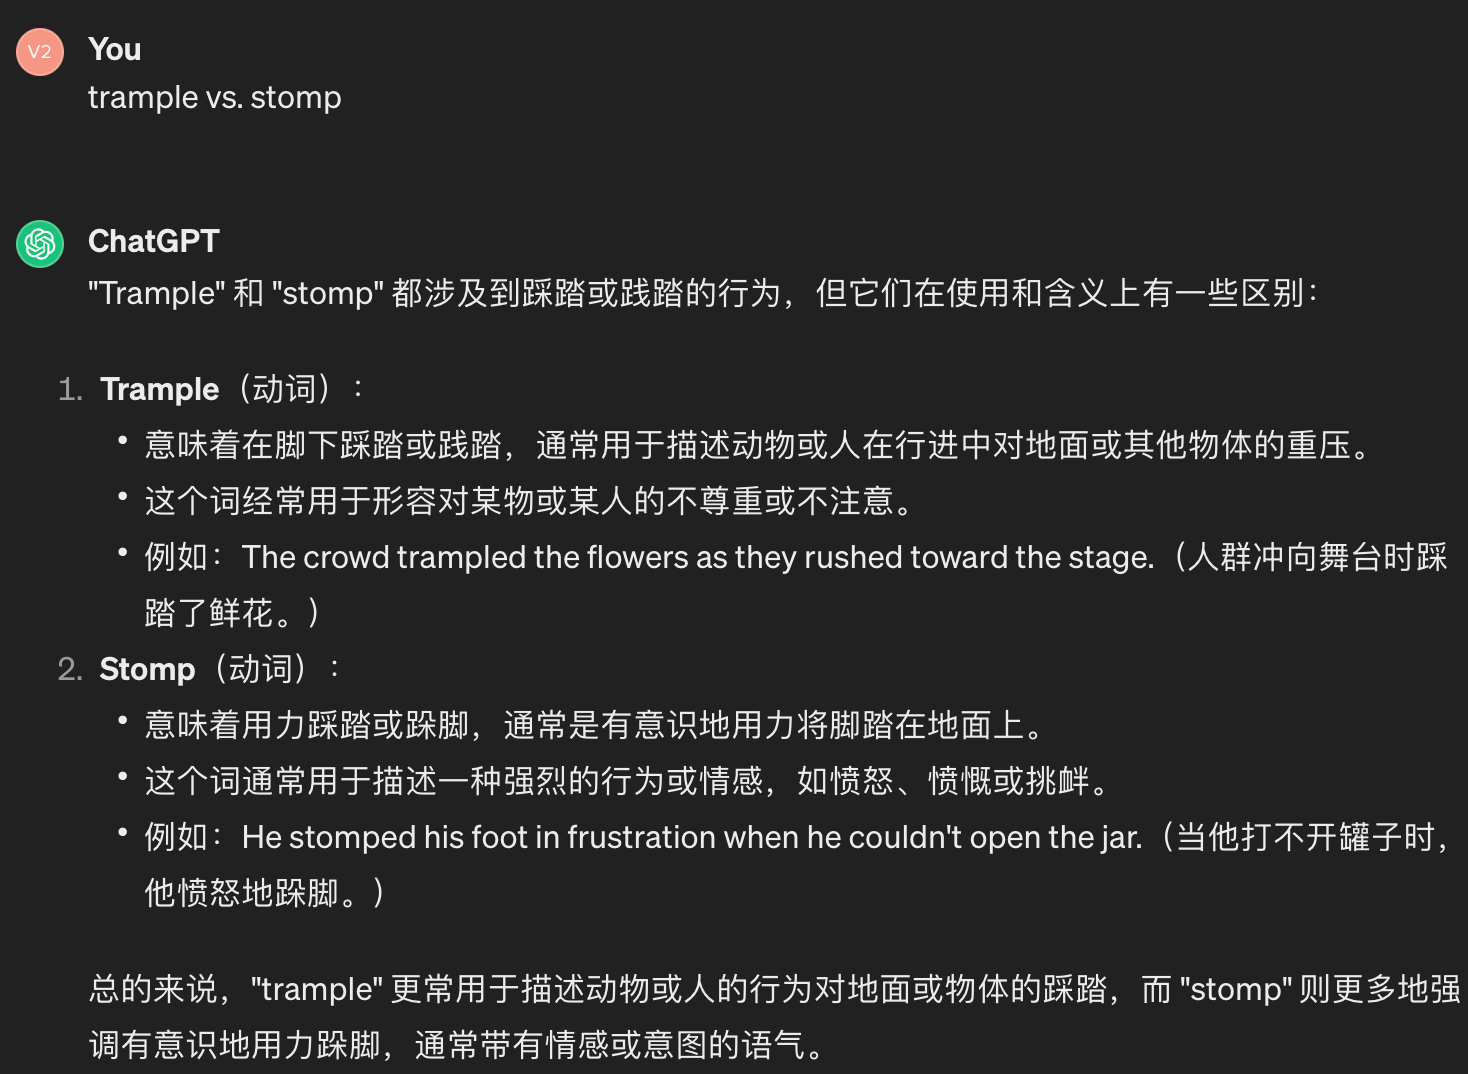 V2
You
trample vs. stomp
ChatGPT
"Trample" 和 "stomp" 都涉及到踩踏或践踏的行为，但它们在使用和含义上有一些区别：
1. Trample（动词）：
• 意味着在脚下踩踏或践踏，通常用于描述动物或人在行进中对地面或其他物体的重压。
• 这个词经常用于形容对某物或某人的不尊重或不注意。
• 例如：The crowd trampled the flowers as they rushed toward the stage.（人群冲向舞台时踩
踏了鲜花。）
2. Stomp（动词）：
• 意味着用力踩踏或跺脚，通常是有意识地用力将脚踏在地面上。
• 这个词通常用于描述一种强烈的行为或情感，如愤怒、愤慨或挑衅。
• 例如：He stomped his foot in frustration when he couldn't open the jar.（当他打不开罐子时，
他愤怒地跺脚。）
总的来说，"trample" 更常用于描述动物或人的行为对地面或物体的踩踏，而 "stomp" 则更多地强
调有意识地用力跺脚，通常带有情感或意图的语气。